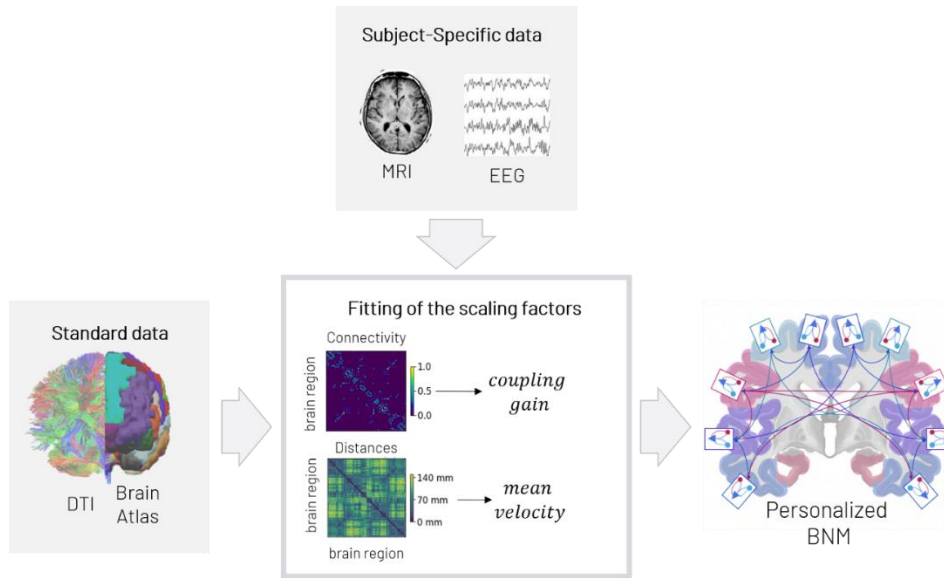 Subject-Specific data
MRI
EEG
Standard data
DTI
Brain
Atlas
Fitting of the scaling factors
Connectivity
brain region
1.0
0.5
0.0
coupling
gain
Distances
brain region
140 mm
70 mm
0 mm
mean
velocity
brain region
Personalized
BNM